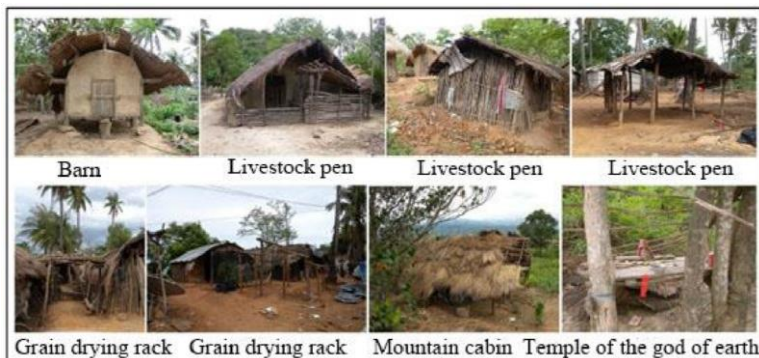 Barn Livestock pen Livestock pen Livestock pen
Grain drying rack Grain drying rack Mountain cabin Temple of the god of earth